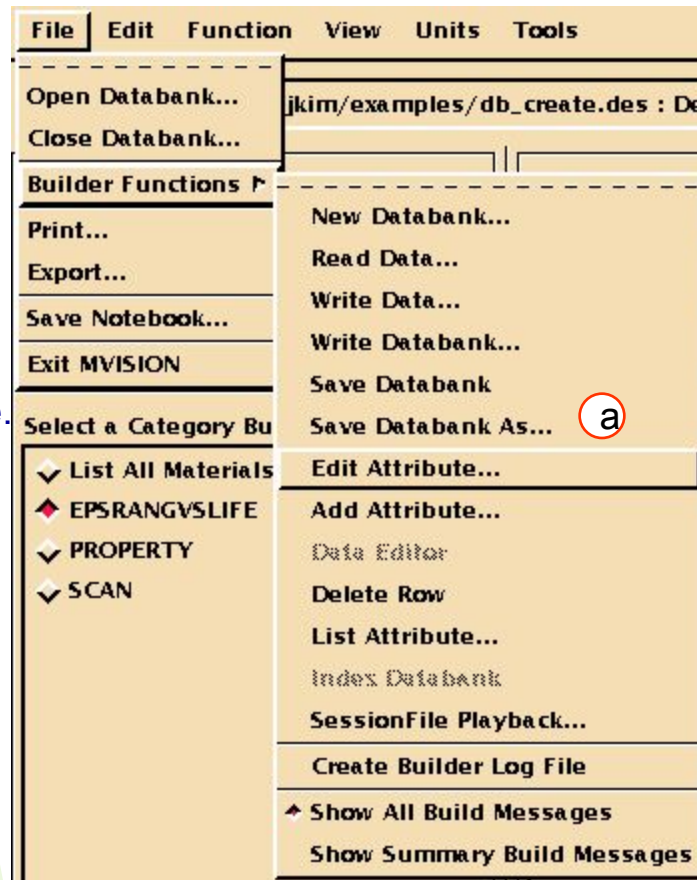 File Edit Function View Units Tools
Open Databank...
jkim/examples/db_create.des : De
Close Databank...
Builder Functions
Print...
Export...
Save Notebook...
Exit MVISION
New Databank...
Read Data...
Write Data...
Write Databank...
Save Databank
Save Databank As...
a
Edit Attribute...
Add Attribute...
Data Editor
Delete Row
List Attribute...
Index Databank
SessionFile Playback...
Create Builder Log File
Show All Build Messages
Show Summary Build Messages
Select a Category Bu
List All Materials
EPSRANGVSLIFE
PROPERTY
SCAN